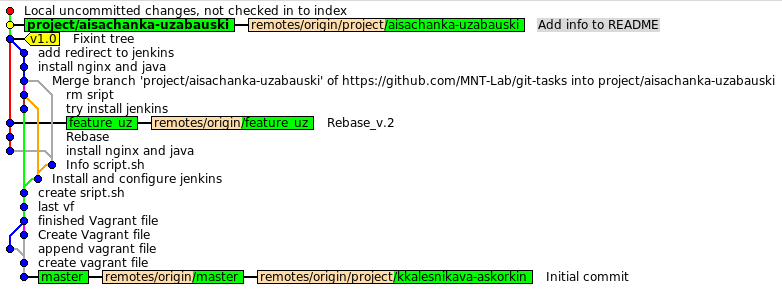 Local uncommitted changes, not checked in to index
project/aisachanka-uzabauski remotes/origin/project/aisachanka-uzabauski Add info to README
v1.0 Fixint tree
add redirect to jenkins
install nginx and java
Merge branch 'project/aisachanka-uzabauski' of https://github.com/MNT-Lab/git-tasks into project/aisachanka-uzabauski
rm sript
try install jenkins
feature_uz remotes/origin/feature_uz Rebase_v.2
Rebase
install nginx and java
Info script.sh
Install and configure jenkins
create sript.sh
last vf
finished Vagrant file
Create Vagrant file
append vagrant file
create vagrant file
master remotes/origin/master remotes/origin/project/kkalesnikava-askorkin Initial commit